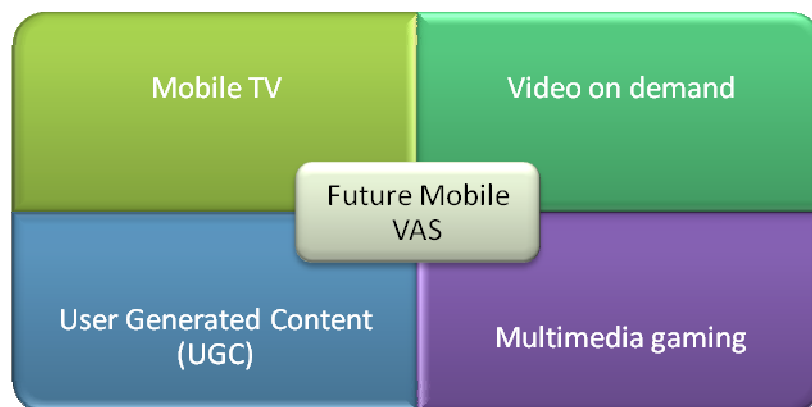 Mobile TV
Video on demand
Future Mobile
VAS
User Generated Content
(UGC)
Multimedia gaming